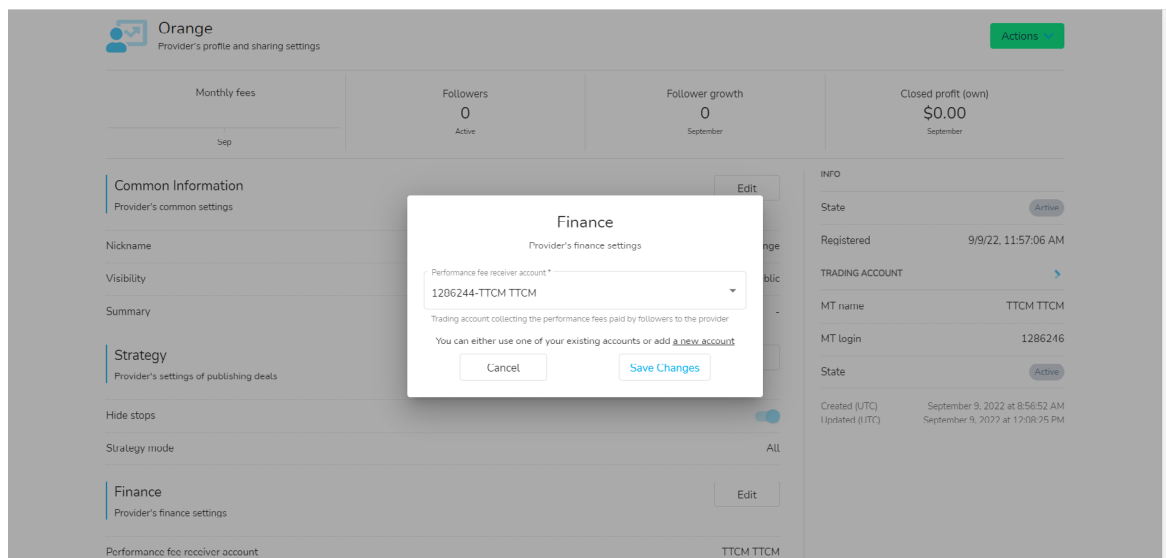 Orange
Provider's profile and sharing settings
Actions
Monthly fees
Sep
Followers
0
Active
Follower growth
0
September
Closed profit (own)
$0.00
September
Common Information
Provider's common settings
Edit
Nickname
nge
Visibility
blic
Summary
-
Strategy
Provider's settings of publishing deals
Hide stops
Strategy mode
All
Finance
Provider's finance settings
Edit
Performance fee receiver account
TTCM TTCM
Finance
Provider's finance settings
Performance fee receiver account *
1286244-TTCM TTCM
Trading account collecting the performance fees paid by followers to the provider
You can either use one of your existing accounts or add a new account
Cancel
Save Changes
INFO
State
Active
Registered
9/9/22, 11:57:06 AM
TRADING ACCOUNT
MT name
TTCM TTCM
MT login
1286246
State
Active
Created (UTC)
September 9, 2022 at 8:56:52 AM
Updated (UTC)
September 9, 2022 at 12:08:25 PM